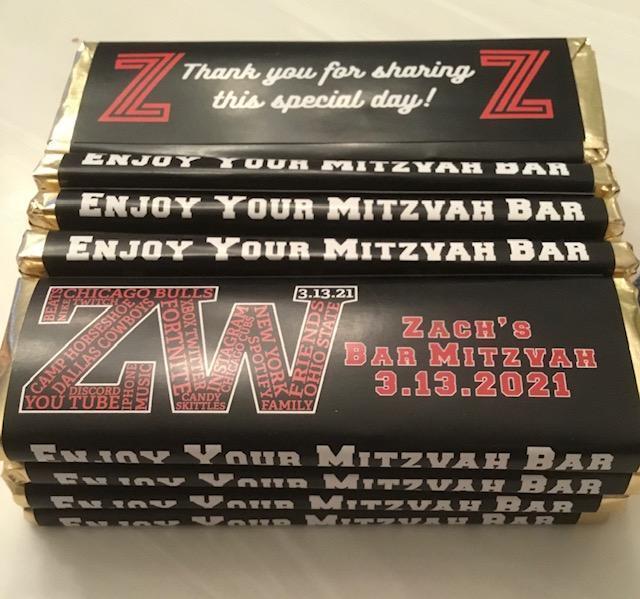 Z Thank you for sharing Z
this special day!
ENJOY YOUR MITZVAH BAR
ENJOY YOUR MITZVAH BAR
ENJOY YOUR MITZVAH BAR
ZW
3.13.21
BEATS
NIKE
CHICAGO BULLS
TWITCH
CAMP HORSESHOE
DALLAS COWBOYS
DISCORD
YOU TUBE
IPHONE
MUSIC
FORTNITE
XBOX
TWITTER
CANDY
SKITTLES
INSTAGRAM
CHICAGO CUBS
SPOTIFY
NEW YORK
FAMILY
FRIENDS
OHIO STATE
ZACH'S
BAR MITZVAH
3.13.2021
ENJOY YOUR MITZVAH BAR
ENJOY YOUR MITZVAH BAR
ENJOY YOUR MITZVAH BAR
ENJOY YOUR MITZVAH BAR